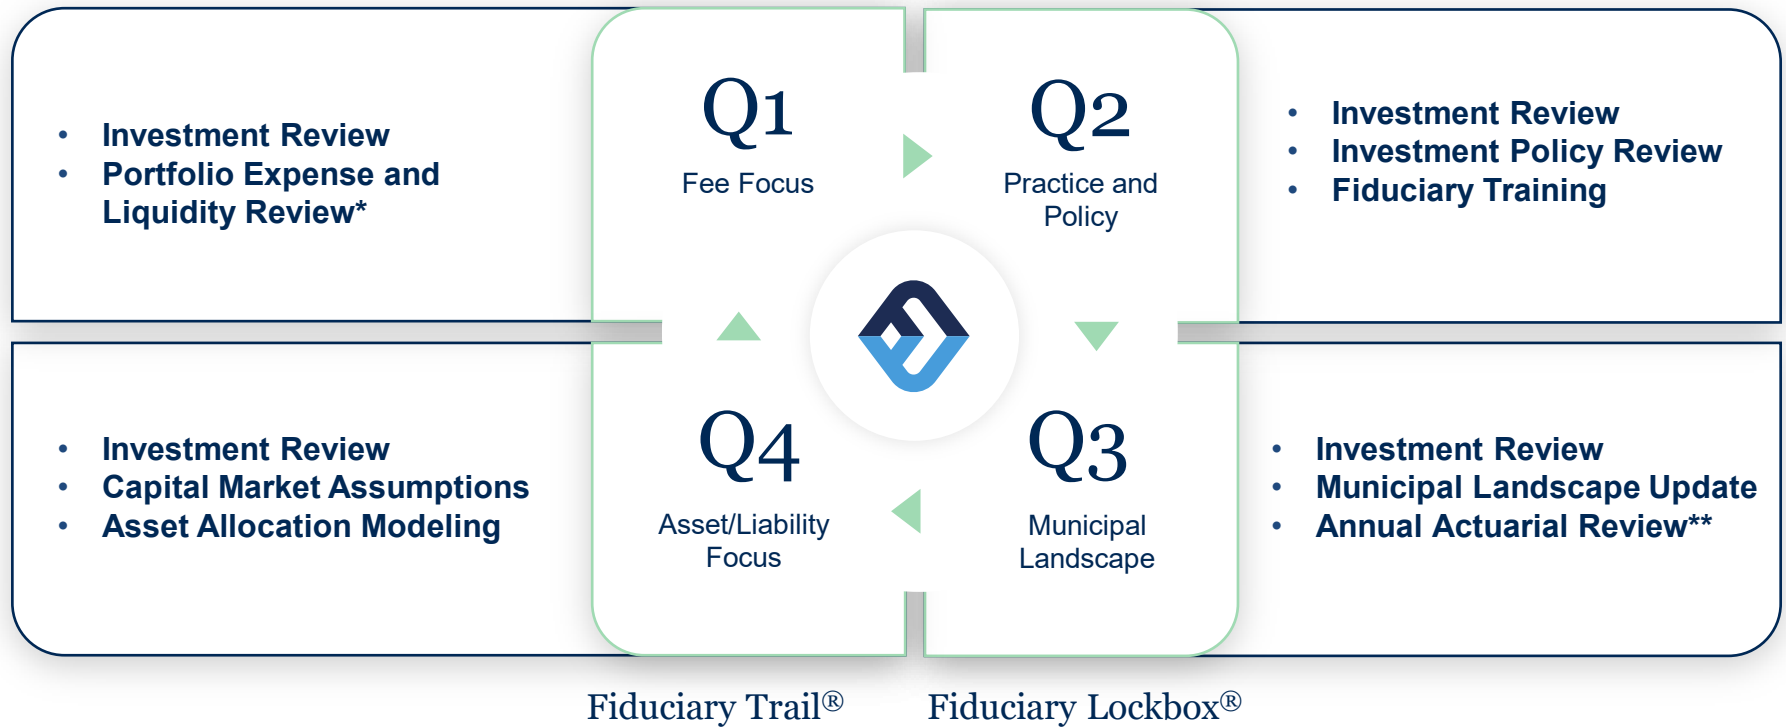 Q1
Fee Focus
• Investment Review
• Portfolio Expense and
Liquidity Review*
Q2
Practice and
Policy
• Investment Review
• Investment Policy Review
• Fiduciary Training
Q4
Asset/Liability
Focus
• Investment Review
• Capital Market Assumptions
• Asset Allocation Modeling
Q3
Municipal
Landscape
• Investment Review
• Municipal Landscape Update
• Annual Actuarial Review**
Fiduciary Trail®
Fiduciary Lockbox®